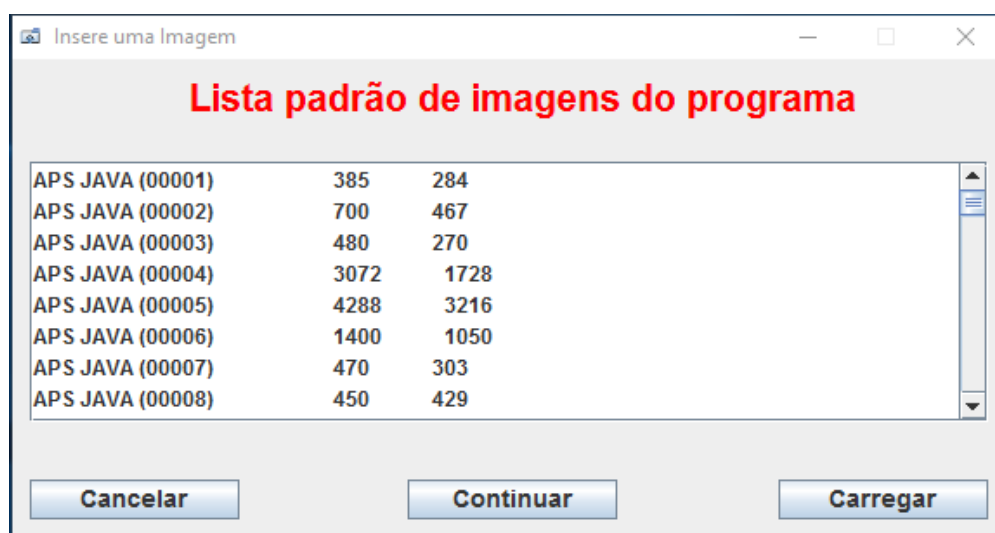 Insere uma Imagem
Lista padrão de imagens do programa
APS JAVA (00001) 385 284
APS JAVA (00002) 700 467
APS JAVA (00003) 480 270
APS JAVA (00004) 3072 1728
APS JAVA (00005) 4288 3216
APS JAVA (00006) 1400 1050
APS JAVA (00007) 470 303
APS JAVA (00008) 450 429
Cancelar Continuar Carregar